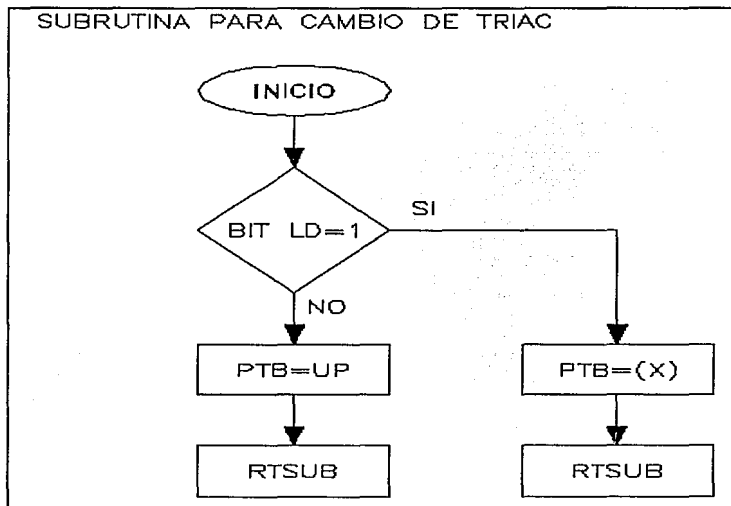 SUBRUTINA PARA CAMBIO DE TRIAC
INICIO
BIT LD=1
SI
NO
PTB=UP
PTB=(X)
RTSUB
RTSUB